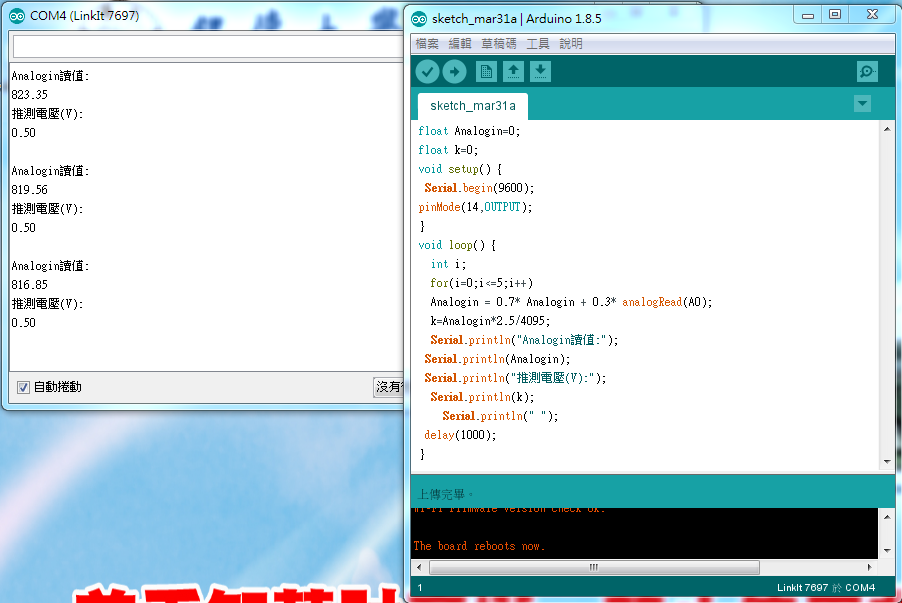 COM4 (LinkIt 7697)
Analogin讀值:
823.35
推測電壓(V):
0.50
Analogin讀值:
819.56
推測電壓(V):
0.50
Analogin讀值:
816.85
推測電壓(V):
0.50
自動捲動
沒有
sketch_mar31a | Arduino 1.8.5
檔案 編輯 草稿碼 工具 說明
sketch_mar31a
float Analogin=0;
float k=0;
void setup() {
Serial.begin(9600);
pinMode(14,OUTPUT);
}
void loop() {
int i;
for(i=0;i<=5;i++)
Analogin = 0.7* Analogin + 0.3* analogRead(A0);
k=Analogin*2.5/4095;
Serial.println("Analogin讀值:");
Serial.println(Analogin);
Serial.println("推測電壓(V):");
Serial.println(k);
Serial.println(" ");
delay(1000);
}
上傳完畢。
Wi-Fi Firmware version check ok.
The board reboots now.
1
LinkIt 7697 於 COM4